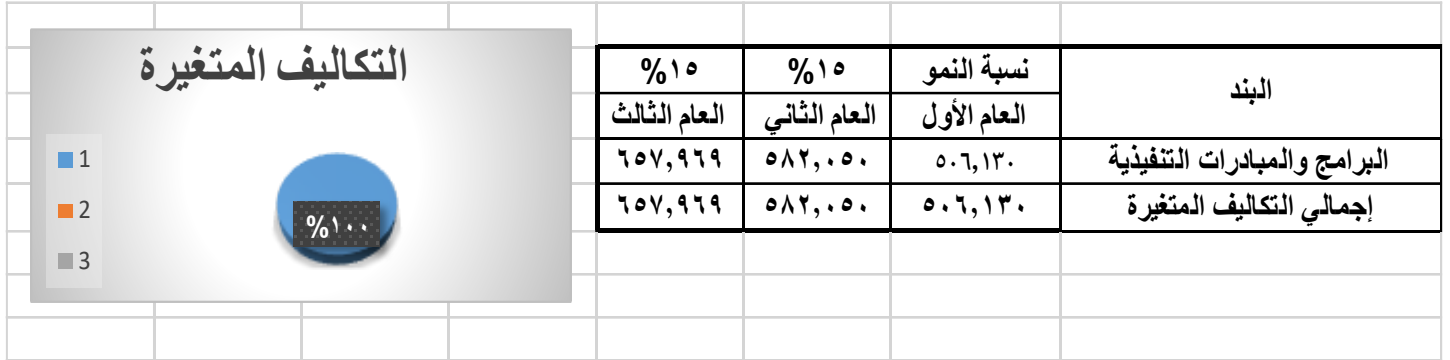 التكاليف المتغيرة
1
2
3
%١٠٠
البند نسبة النمو %١٥ %١٥
العام الأول العام الثاني العام الثالث
البرامج والمبادرات التنفيذية ٥٠٦,١٣٠ ٥٨٢,٠٥٠ ٦٥٧,٩٦٩
إجمالي التكاليف المتغيرة ٥٠٦,١٣٠ ٥٨٢,٠٥٠ ٦٥٧,٩٦٩